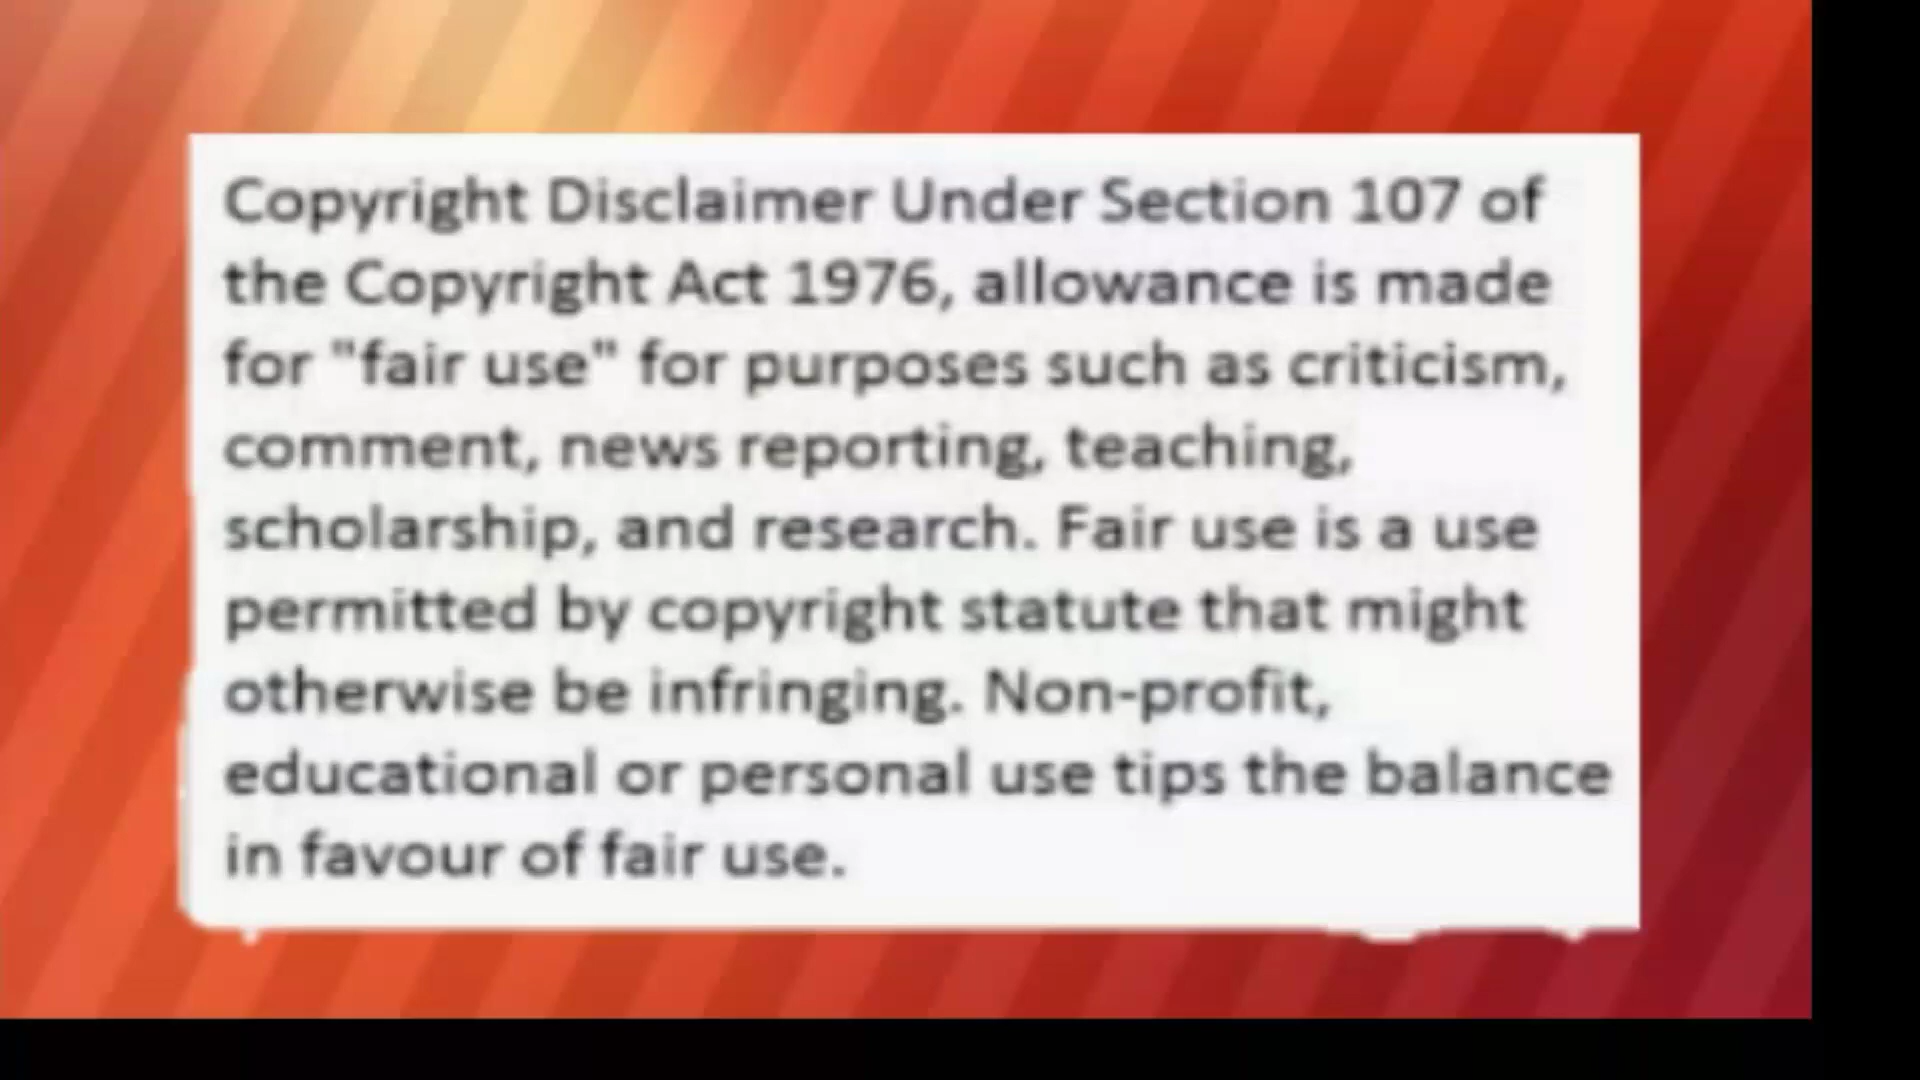 Copyright Disclaimer Under Section 107 of
the Copyright Act 1976, allowance is made
for "fair use" for purposes such as criticism,
comment, news reporting, teaching,
scholarship, and research. Fair use is a use
permitted by copyright statute that might
otherwise be infringing. Non-profit,
educational or personal use tips the balance
in favour of fair use.